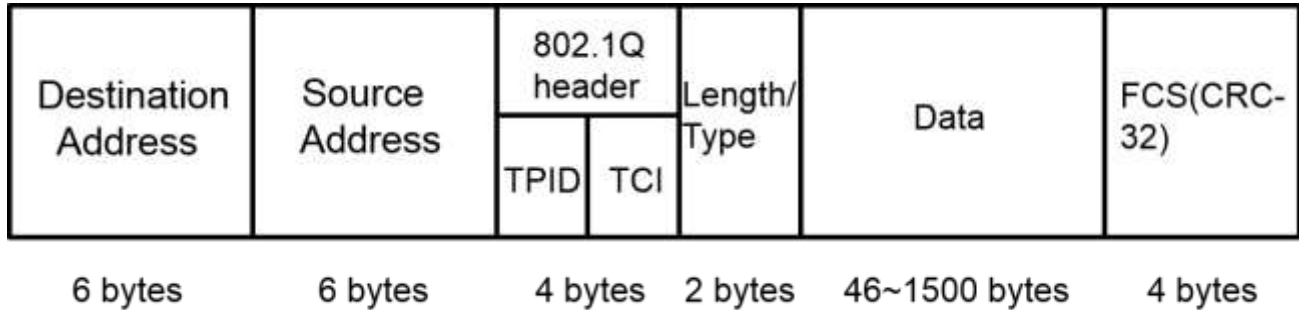 Destination
Address
Source
Address
802.1Q
header
TPID
TCI
Length/
Type
Data
FCS(CRC-
32)
6 bytes
6 bytes
4 bytes
2 bytes
46~1500 bytes
4 bytes